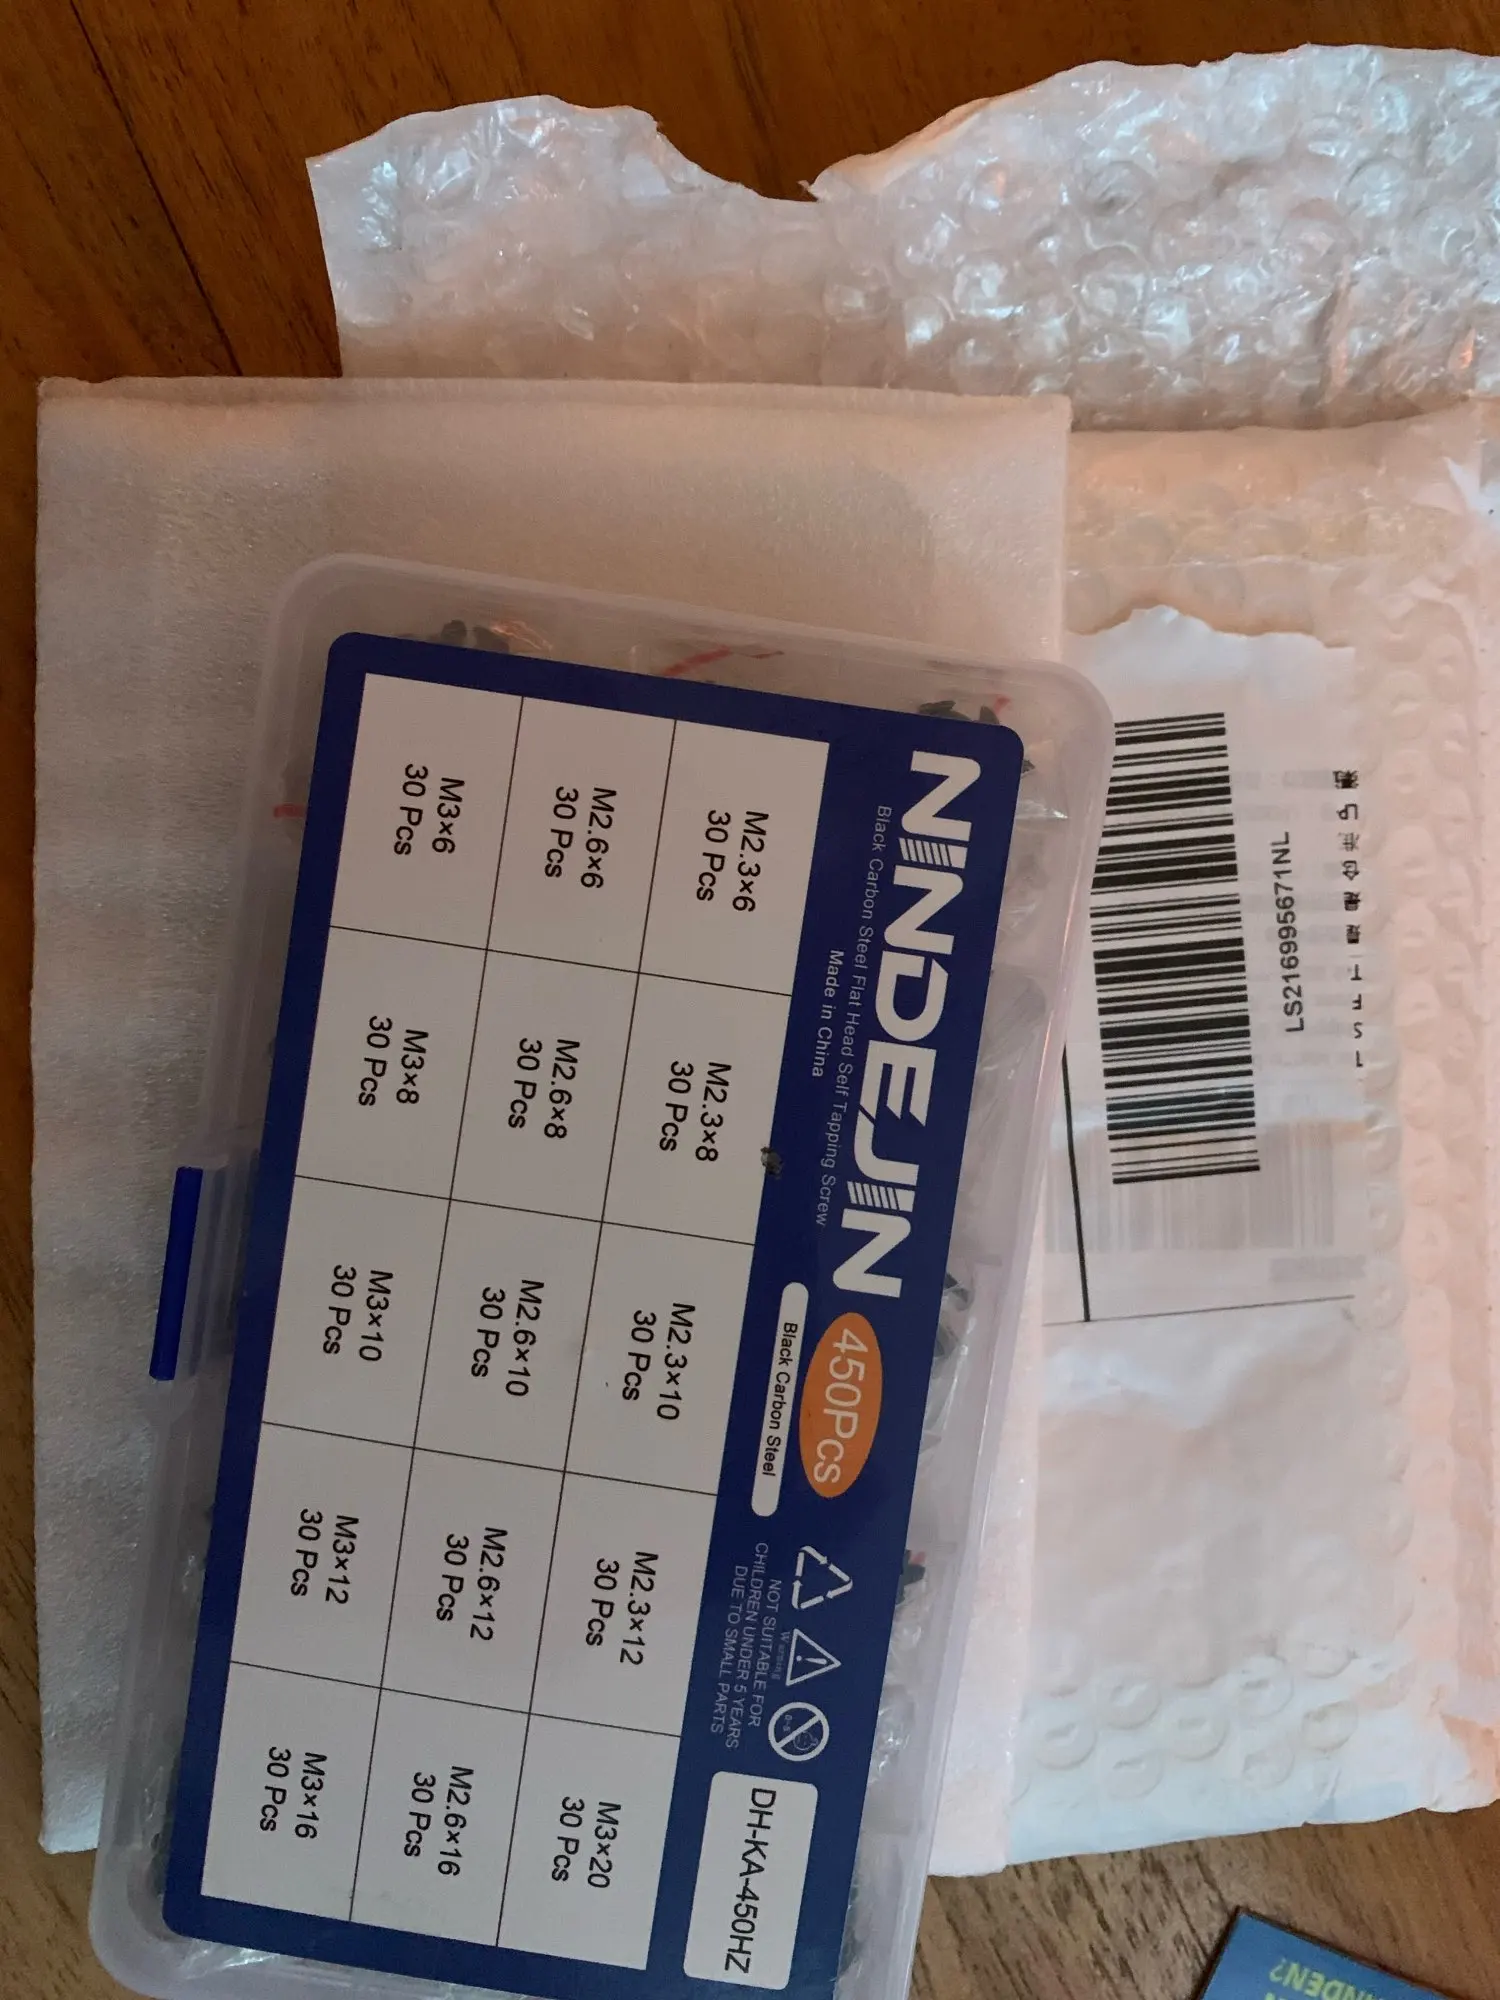 NINDEJIN
450Pcs
Black Carbon Steel Flat Head Self Tapping Screw
Made in China
Black Carbon Steel
Warning
NOT SUITABLE FOR
CHILDREN UNDER 5 YEARS
DUE TO SMALL PARTS
DH-KA-450HZ
M2.3×6
30 Pcs
M2.3×8
30 Pcs
M2.3×10
30 Pcs
M2.3×12
30 Pcs
M3×20
30 Pcs
M2.6×6
30 Pcs
M2.6×8
30 Pcs
M2.6×10
30 Pcs
M2.6×12
30 Pcs
M2.6×16
30 Pcs
M3×6
30 Pcs
M3×8
30 Pcs
M3×10
30 Pcs
M3×12
30 Pcs
M3×16
30 Pcs
LS216995671NL